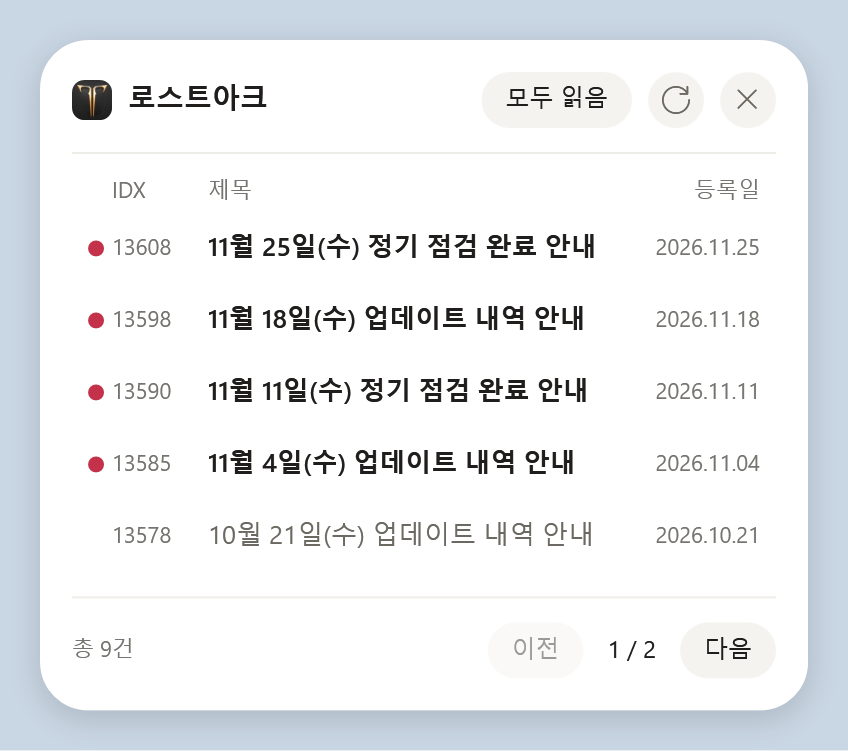 로스트아크 모두 읽음
IDX 제목 등록일
13608 11월 25일(수) 정기 점검 완료 안내 2026.11.25
13598 11월 18일(수) 업데이트 내역 안내 2026.11.18
13590 11월 11일(수) 정기 점검 완료 안내 2026.11.11
13585 11월 4일(수) 업데이트 내역 안내 2026.11.04
13578 10월 21일(수) 업데이트 내역 안내 2026.10.21
총 9건 이전 1 / 2 다음